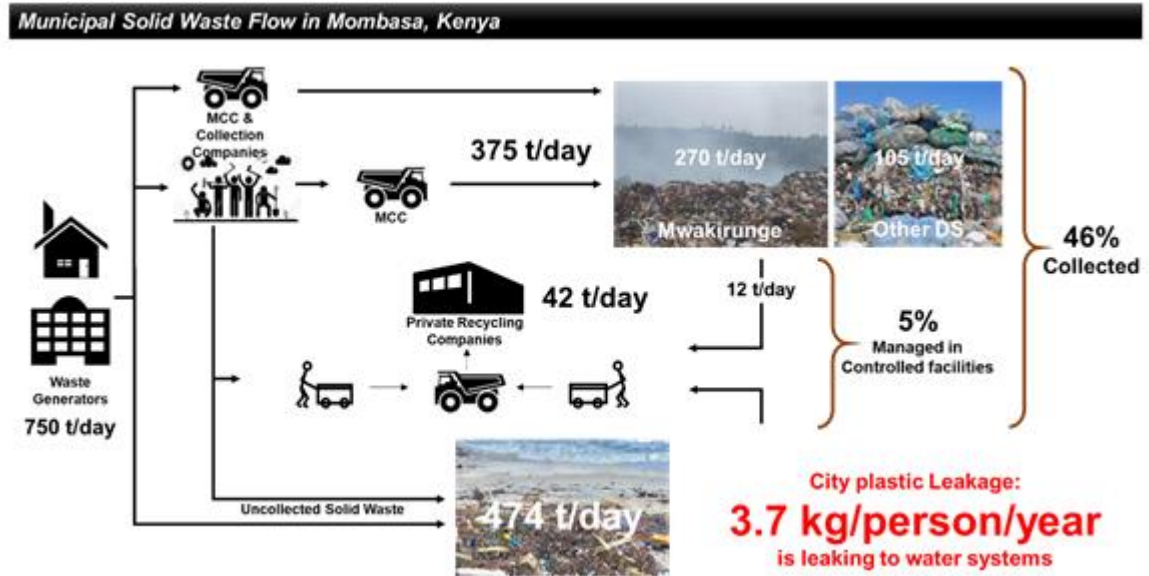 Municipal Solid Waste Flow in Mombasa, Kenya
MCC &
Collection
Companies
375 t/day
MCC
270 t/day
Mwakirunge
105 t/day
Other DS
46%
Collected
12 t/day
42 t/day
Private Recycling
Companies
5%
Managed in
Controlled facilities
Waste
Generators
750 t/day
Uncollected Solid Waste
474 t/day
City plastic Leakage:
3.7 kg/person/year
is leaking to water systems